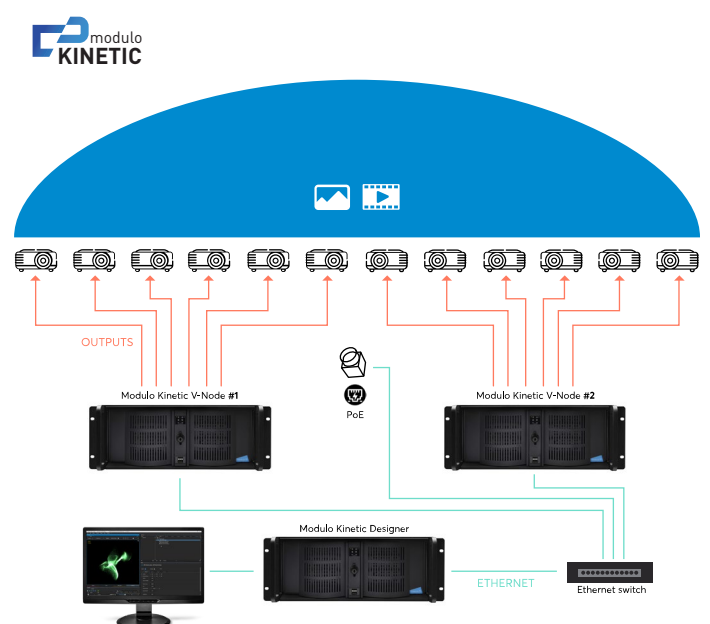 modulo
KINETIC
OUTPUTS
Modulo Kinetic V-Node #1
Modulo Kinetic V-Node #2
PoE
Modulo Kinetic Designer
ETHERNET
Ethernet switch